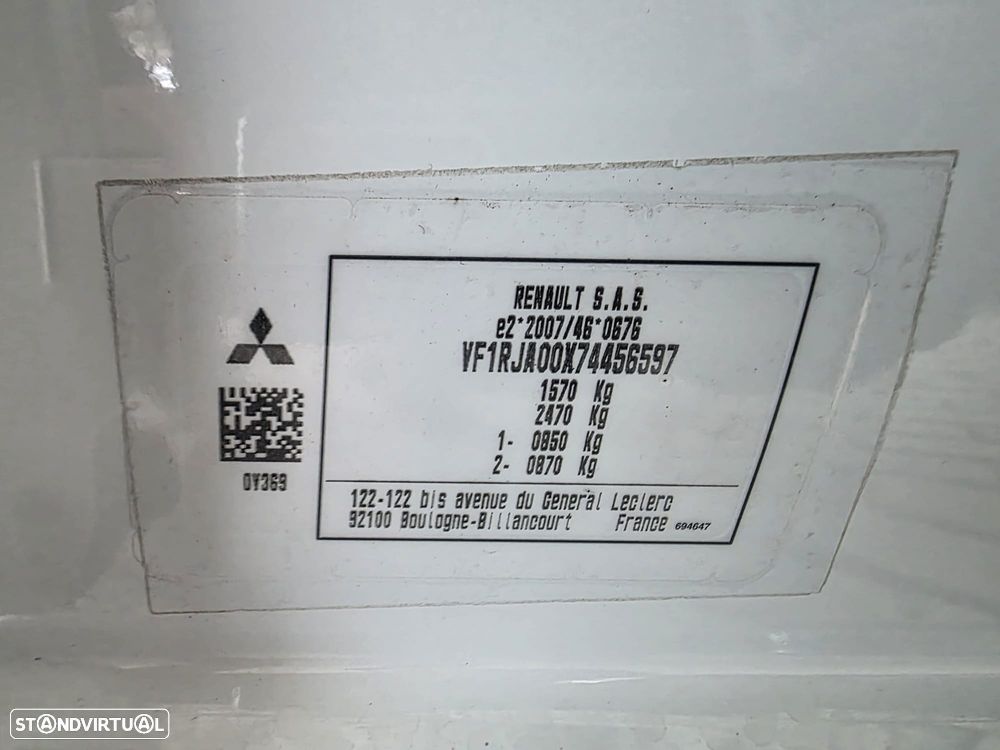 RENAULT S.A.S.
e2*2007/46*0676
VF1RJA00X74456597
1570 Kg
2470 Kg
1- 0850 Kg
2- 0870 Kg
0Y369
122-122 bis avenue du General Leclerc
92100 Boulogne-Billancourt France 694647
STANDVIRTUAL